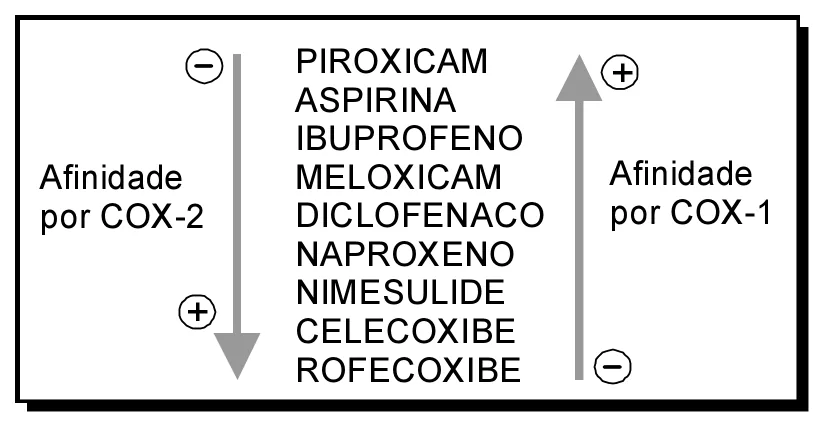 PIROXICAM
ASPIRINA
IBUPROFENO
MELOXICAM
DICLOFENACO
NAPROXENO
NIMESULIDE
CELECOXIBE
ROFECOXIBE
−
Afinidade
por COX-2
+
+
Afinidade
por COX-1
−